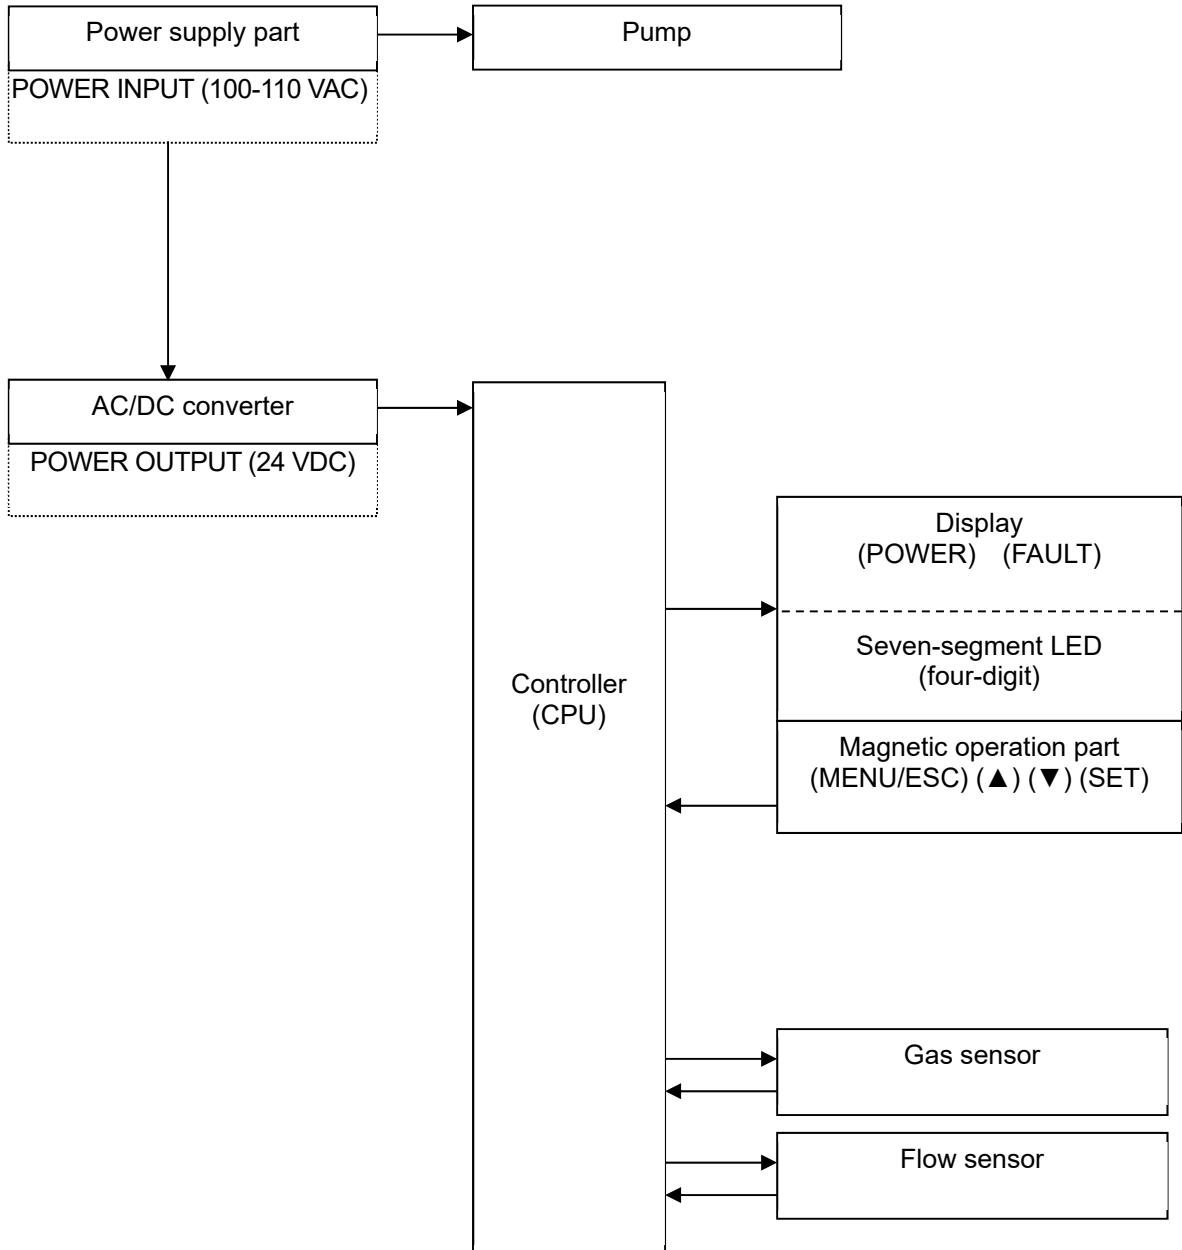 Power supply part
Pump
POWER INPUT (100-110 VAC)
AC/DC converter
POWER OUTPUT (24 VDC)
Controller
(CPU)
Display
(POWER) (FAULT)
Seven-segment LED
(four-digit)
Magnetic operation part
(MENU/ESC) (▲) (▼) (SET)
Gas sensor
Flow sensor